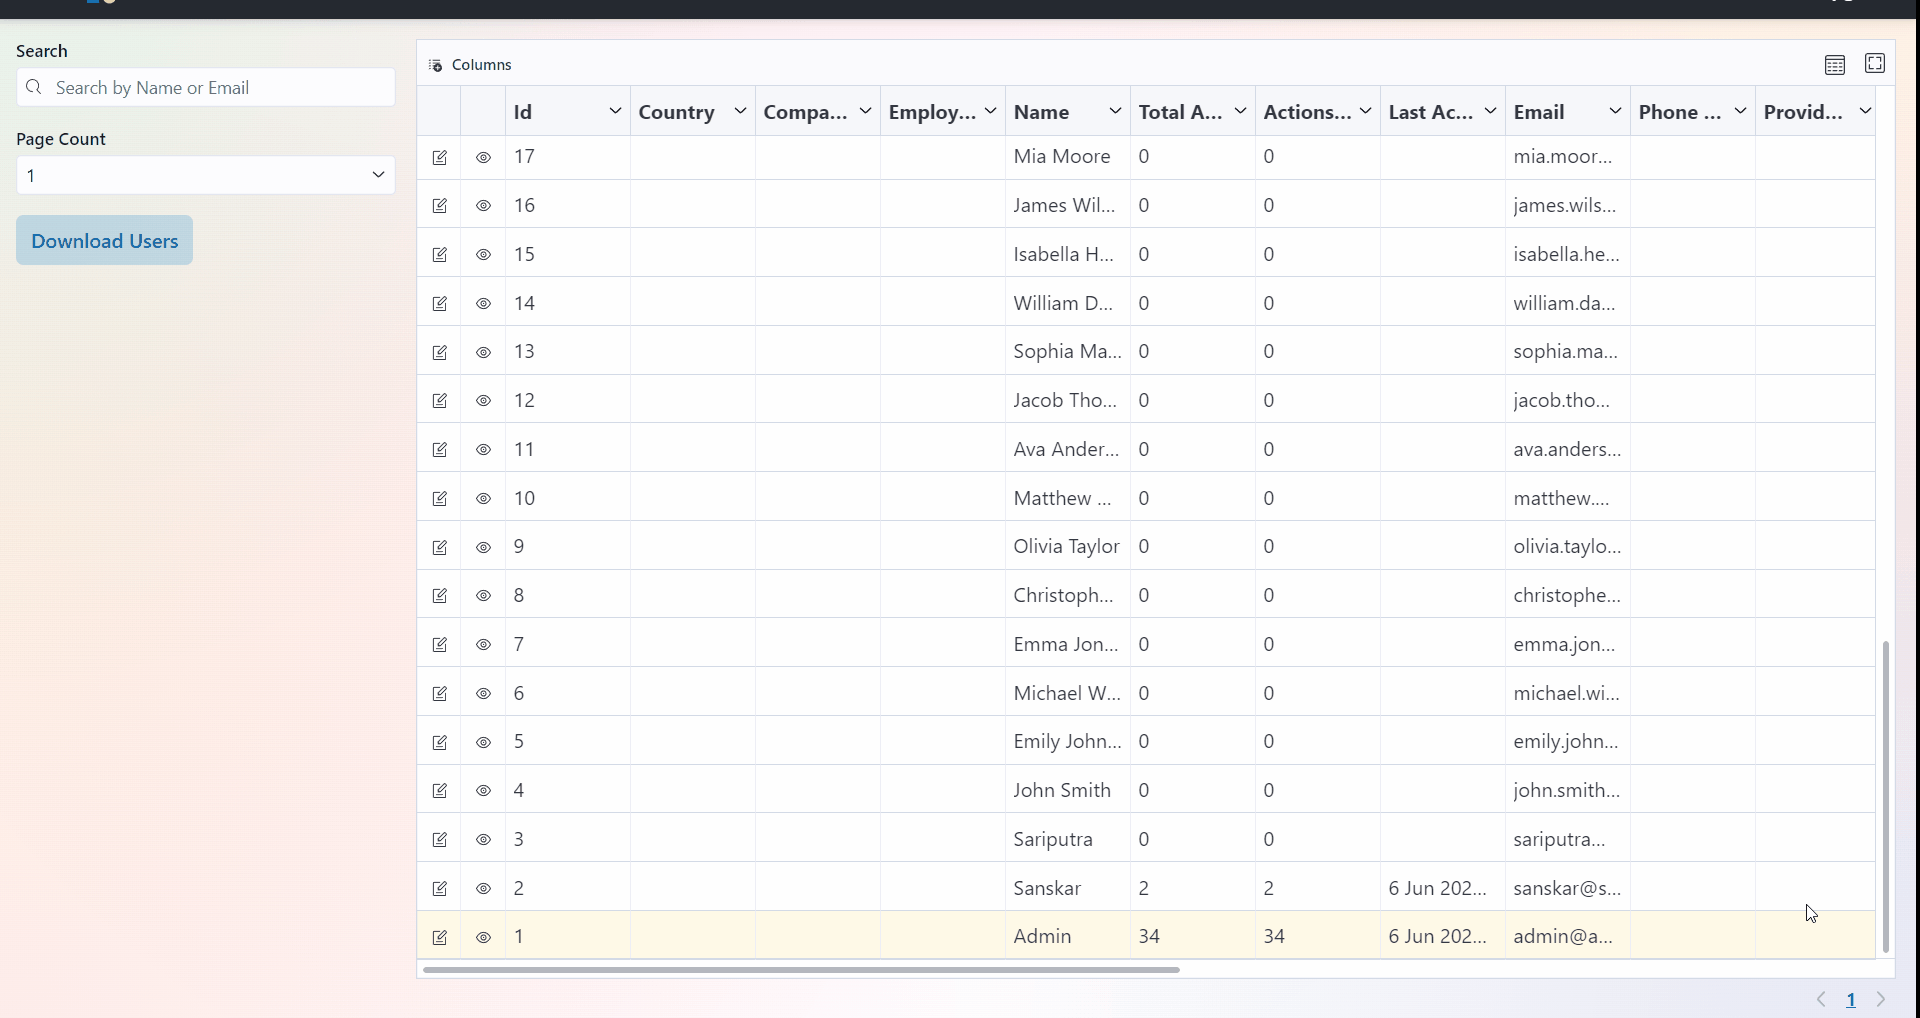 Search
Search by Name or Email
Page Count
1
Download Users
Columns
Id Country Compa... Employ... Name Total A... Actions... Last Ac... Email Phone ... Provid...
17 Mia Moore 0 0 mia.moor...
16 James Wil... 0 0 james.wils...
15 Isabella H... 0 0 isabella.he...
14 William D... 0 0 william.da...
13 Sophia Ma... 0 0 sophia.ma...
12 Jacob Tho... 0 0 jacob.tho...
11 Ava Ander... 0 0 ava.anders...
10 Matthew ... 0 0 matthew....
9 Olivia Taylor 0 0 olivia.taylo...
8 Christoph... 0 0 christophe...
7 Emma Jon... 0 0 emma.jon...
6 Michael W... 0 0 michael.wi...
5 Emily John... 0 0 emily.john...
4 John Smith 0 0 john.smith...
3 Sariputra 0 0 sariputra...
2 Sanskar 2 2 6 Jun 202... sanskar@s...
1 Admin 34 34 6 Jun 202... admin@a...
1